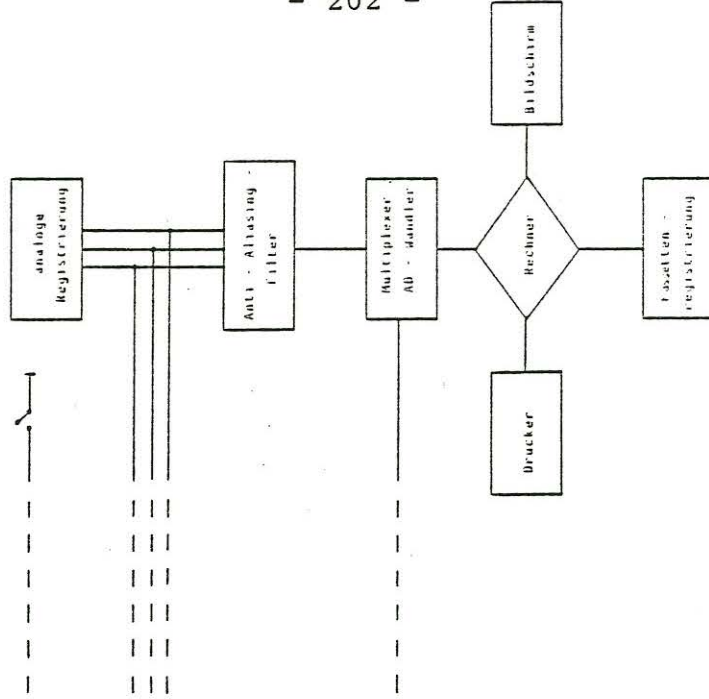 - 202 -
analoge
Registrierung
Anti - Aliasing -
Filter
Multiplexer
AD - Wandler
Bildschirm
Rechner
Drucker
Kassetten -
registrierung